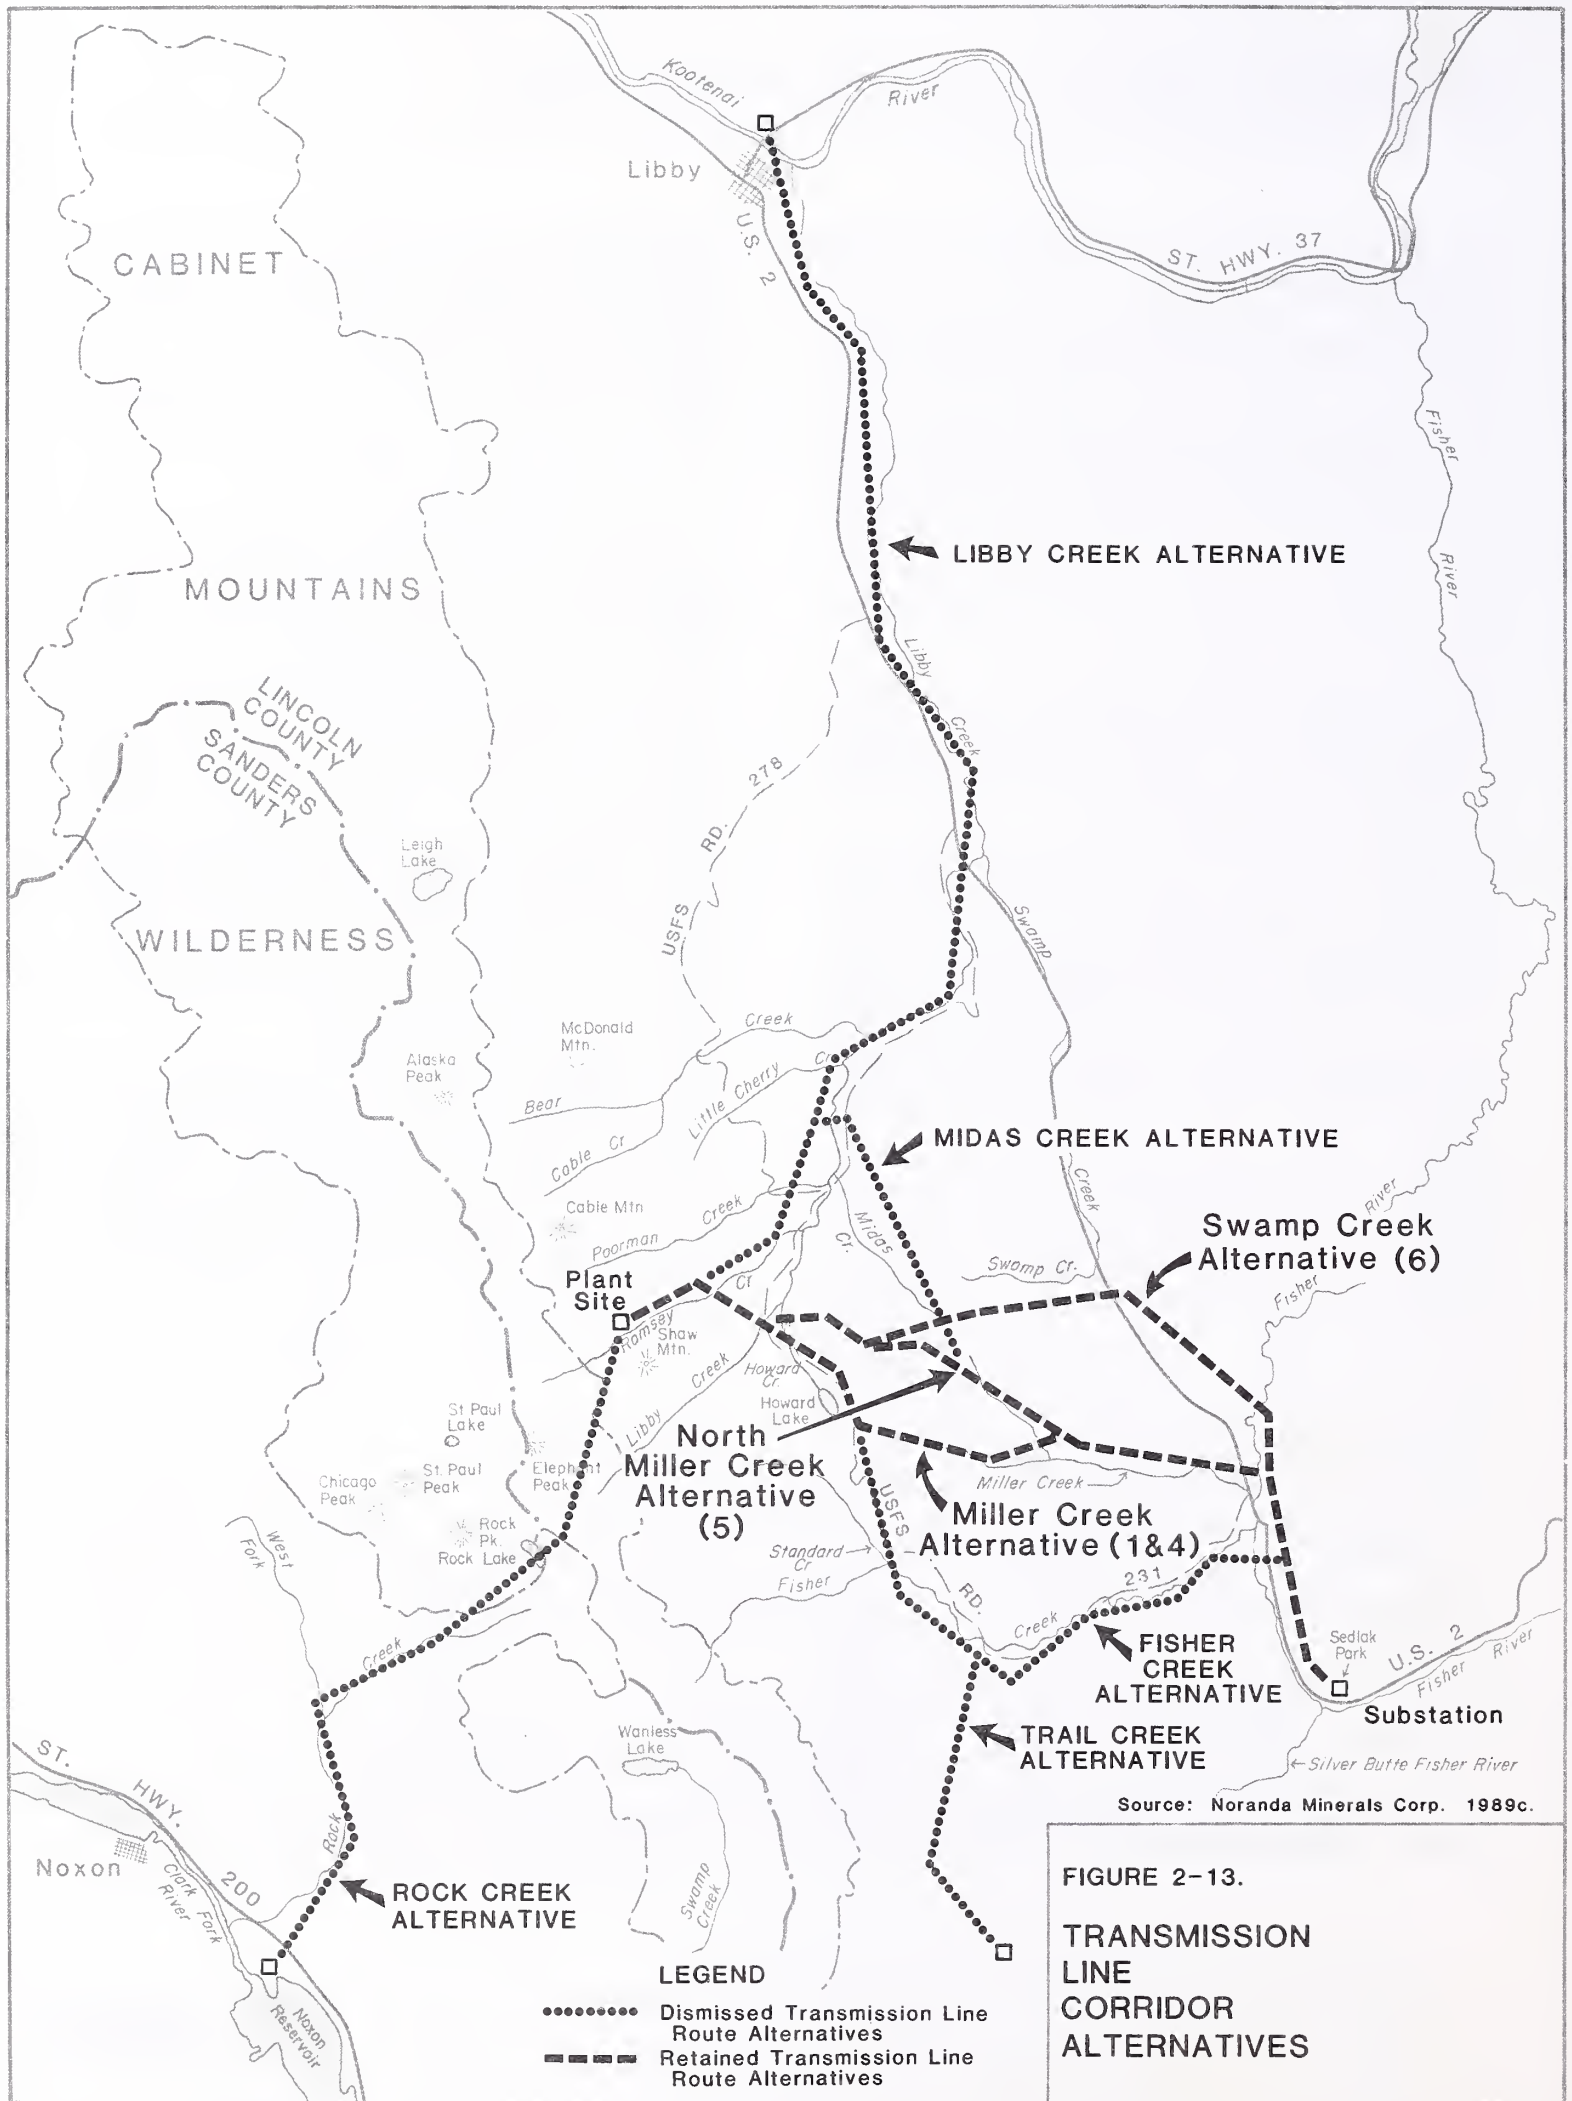 Kootenai
River
Libby
U.S. 2
ST. HWY. 37
CABINET
Fisher
River
LIBBY CREEK ALTERNATIVE
MOUNTAINS
Libby
Creek
LINCOLN
COUNTY
SANDERS
COUNTY
278
RD.
USFS
Leigh
Lake
Swamp
WILDERNESS
McDonald
Mtn.
Creek
Alaska
Peak
Cr
Little Cherry
Bear
MIDAS CREEK ALTERNATIVE
Cable Cr
Creek
River
Cable Mtn
Creek
Poorman
Midas
Cr.
Swamp Creek
Alternative (6)
Swamp Cr.
Fisher
Plant
Site
Cr
Ramsey
Shaw
Mtn.
Creek
Libby
Howard
Cr.
Howard
Lake
St Paul
Lake
North
Miller Creek
Alternative
(5)
Elephant
Peak
St. Paul
Peak
Chicago
Peak
Miller Creek
Miller Creek
Alternative (1&4)
USFS
RD.
231
Rock
Pk.
Rock Lake
West
Fork
Standard
Cr
Fisher
Creek
FISHER
CREEK
ALTERNATIVE
Sedlak
Park
U.S. 2
Fisher River
Substation
Creek
TRAIL CREEK
ALTERNATIVE
Silver Butte Fisher River
Wanless
Lake
ST. HWY. 200
Noxon
Clark Fork
River
Rock
ROCK CREEK
ALTERNATIVE
Swamp
Creek
Noxon
Reservoir
Source: Noranda Minerals Corp. 1989c.
FIGURE 2-13.
TRANSMISSION
LINE
CORRIDOR
ALTERNATIVES
LEGEND
Dismissed Transmission Line
Route Alternatives
Retained Transmission Line
Route Alternatives